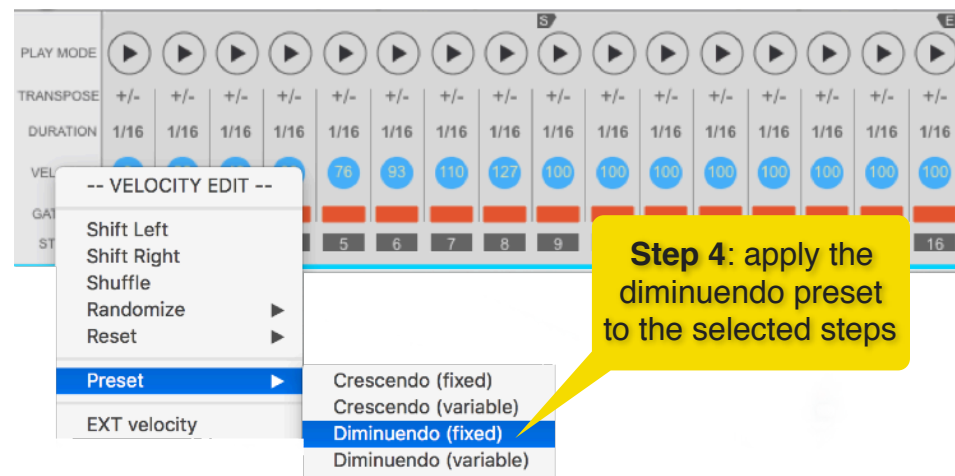 S E
PLAY MODE
TRANSPOSE +/- +/- +/- +/- +/- +/- +/- +/- +/- +/- +/- +/- +/- +/- +/- +/-
DURATION 1/16 1/16 1/16 1/16 1/16 1/16 1/16 1/16 1/16 1/16 1/16 1/16 1/16 1/16 1/16 1/16
VEL 76 93 110 127 100 100 100 100 100 100 100 100
GAT
ST 5 6 7 8 9 16
-- VELOCITY EDIT --
Shift Left
Shift Right
Shuffle
Randomize
Reset
Preset
EXT velocity
Crescendo (fixed)
Crescendo (variable)
Diminuendo (fixed)
Diminuendo (variable)
Step 4: apply the
diminuendo preset
to the selected steps